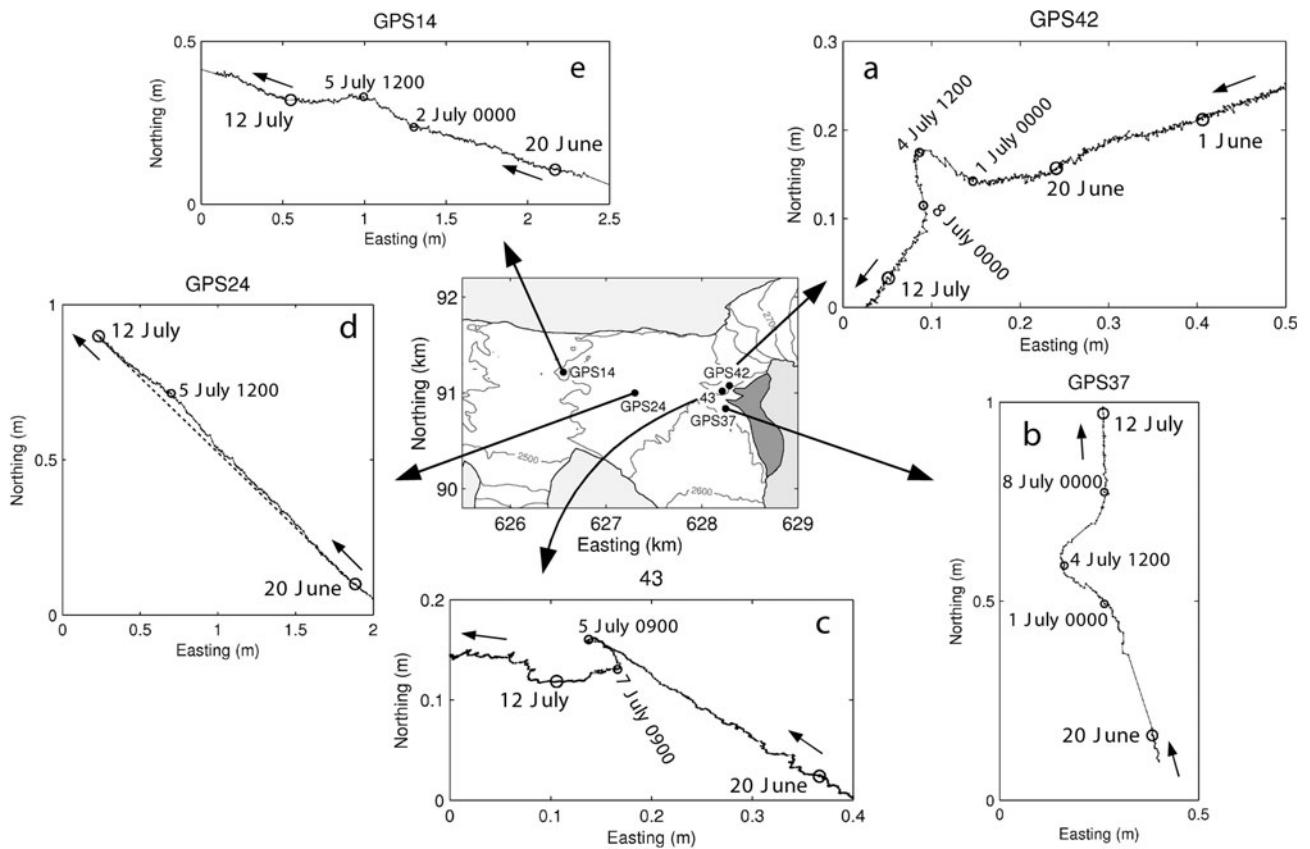 GPS14
0.5
0
Northing (m)
e
5 July 1200
2 July 0000
12 July
20 June
0
0.5
1
1.5
2
2.5
Easting (m)
GPS42
0.3
0.2
0.1
0
Northing (m)
a
4 July 1200
1 July 0000
1 June
20 June
8 July 0000
12 July
0
0.1
0.2
0.3
0.4
0.5
Easting (m)
GPS24
1
0.5
0
Northing (m)
d
12 July
5 July 1200
20 June
0
0.5
1
1.5
2
Easting (m)
92
91
90
Northing (km)
GPS14
GPS24
GPS42
43
GPS37
2500
2600
2700
626
627
628
629
Easting (km)
GPS37
1
0.5
0
Northing (m)
b
12 July
8 July 0000
4 July 1200
1 July 0000
20 June
0
0.5
Easting (m)
43
0.2
0.1
0
Northing (m)
c
5 July 0900
7 July 0900
12 July
20 June
0
0.1
0.2
0.3
0.4
Easting (m)